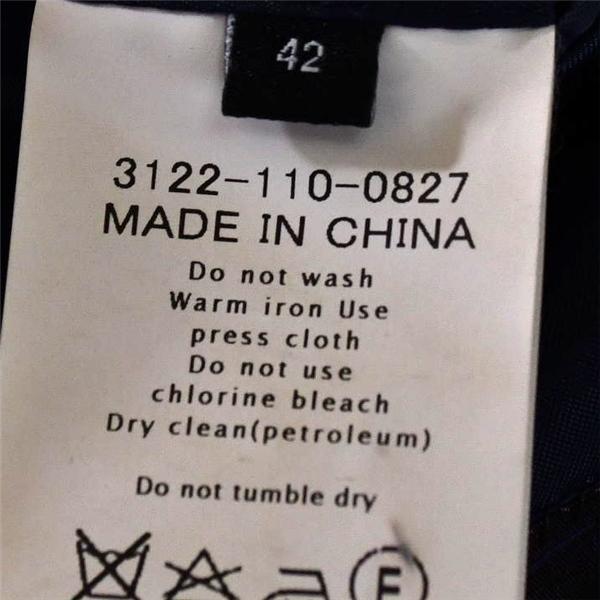 42
3122-110-0827
MADE IN CHINA
Do not wash
Warm iron Use
press cloth
Do not use
chlorine bleach
Dry clean(petroleum)
Do not tumble dry
F